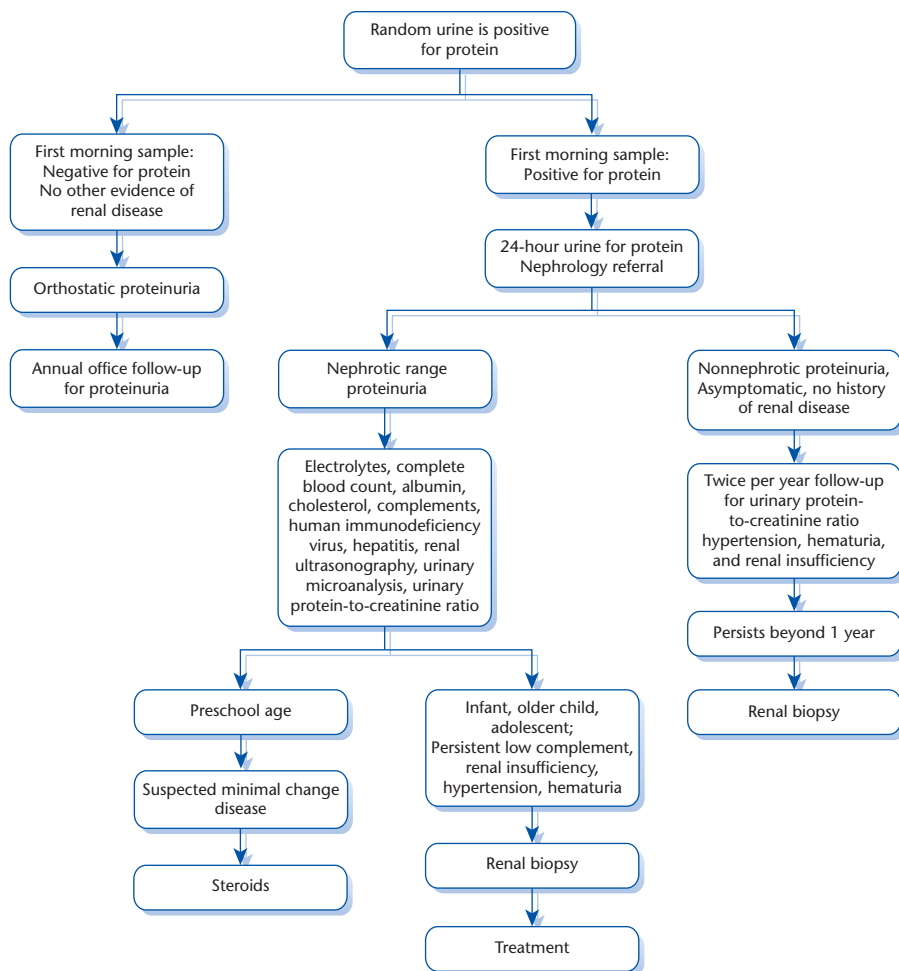 Random urine is positive
for protein
First morning sample:
Negative for protein
No other evidence of
renal disease
First morning sample:
Positive for protein
Orthostatic proteinuria
24-hour urine for protein
Nephrology referral
Annual office follow-up
for proteinuria
Nephrotic range
proteinuria
Nonnephrotic proteinuria,
Asymptomatic, no history
of renal disease
Electrolytes, complete
blood count, albumin,
cholesterol, complements,
human immunodeficiency
virus, hepatitis, renal
ultrasonography, urinary
microanalysis, urinary
protein-to-creatinine ratio
Twice per year follow-up
for urinary protein-
to-creatinine ratio
hypertension, hematuria,
and renal insufficiency
Persists beyond 1 year
Renal biopsy
Preschool age
Suspected minimal change
disease
Steroids
Infant, older child,
adolescent;
Persistent low complement,
renal insufficiency,
hypertension, hematuria
Renal biopsy
Treatment